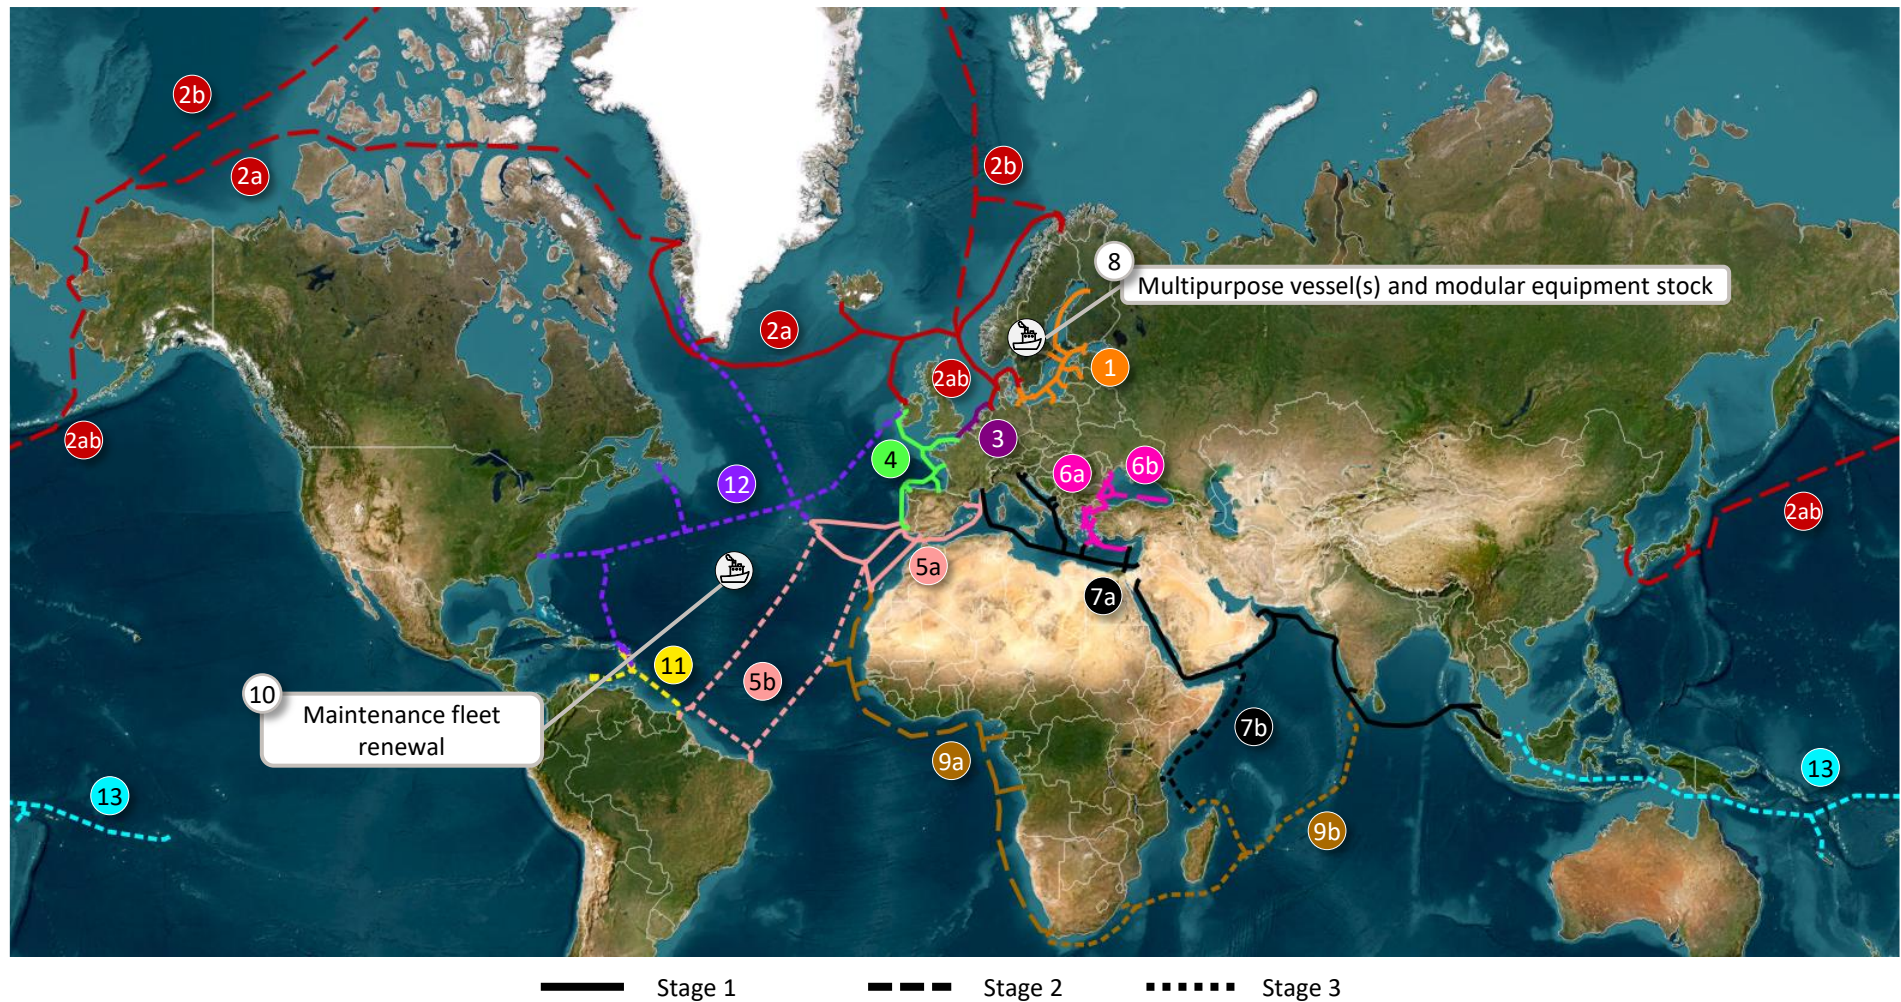 2b
2a
2b
8
Multipurpose vessel(s) and modular equipment stock
2a
1
2ab
2ab
3
4
6a
6b
12
2ab
5a
7a
11
5b
10
Maintenance fleet
renewal
7b
9a
13
13
9b
Stage 1
Stage 2
Stage 3